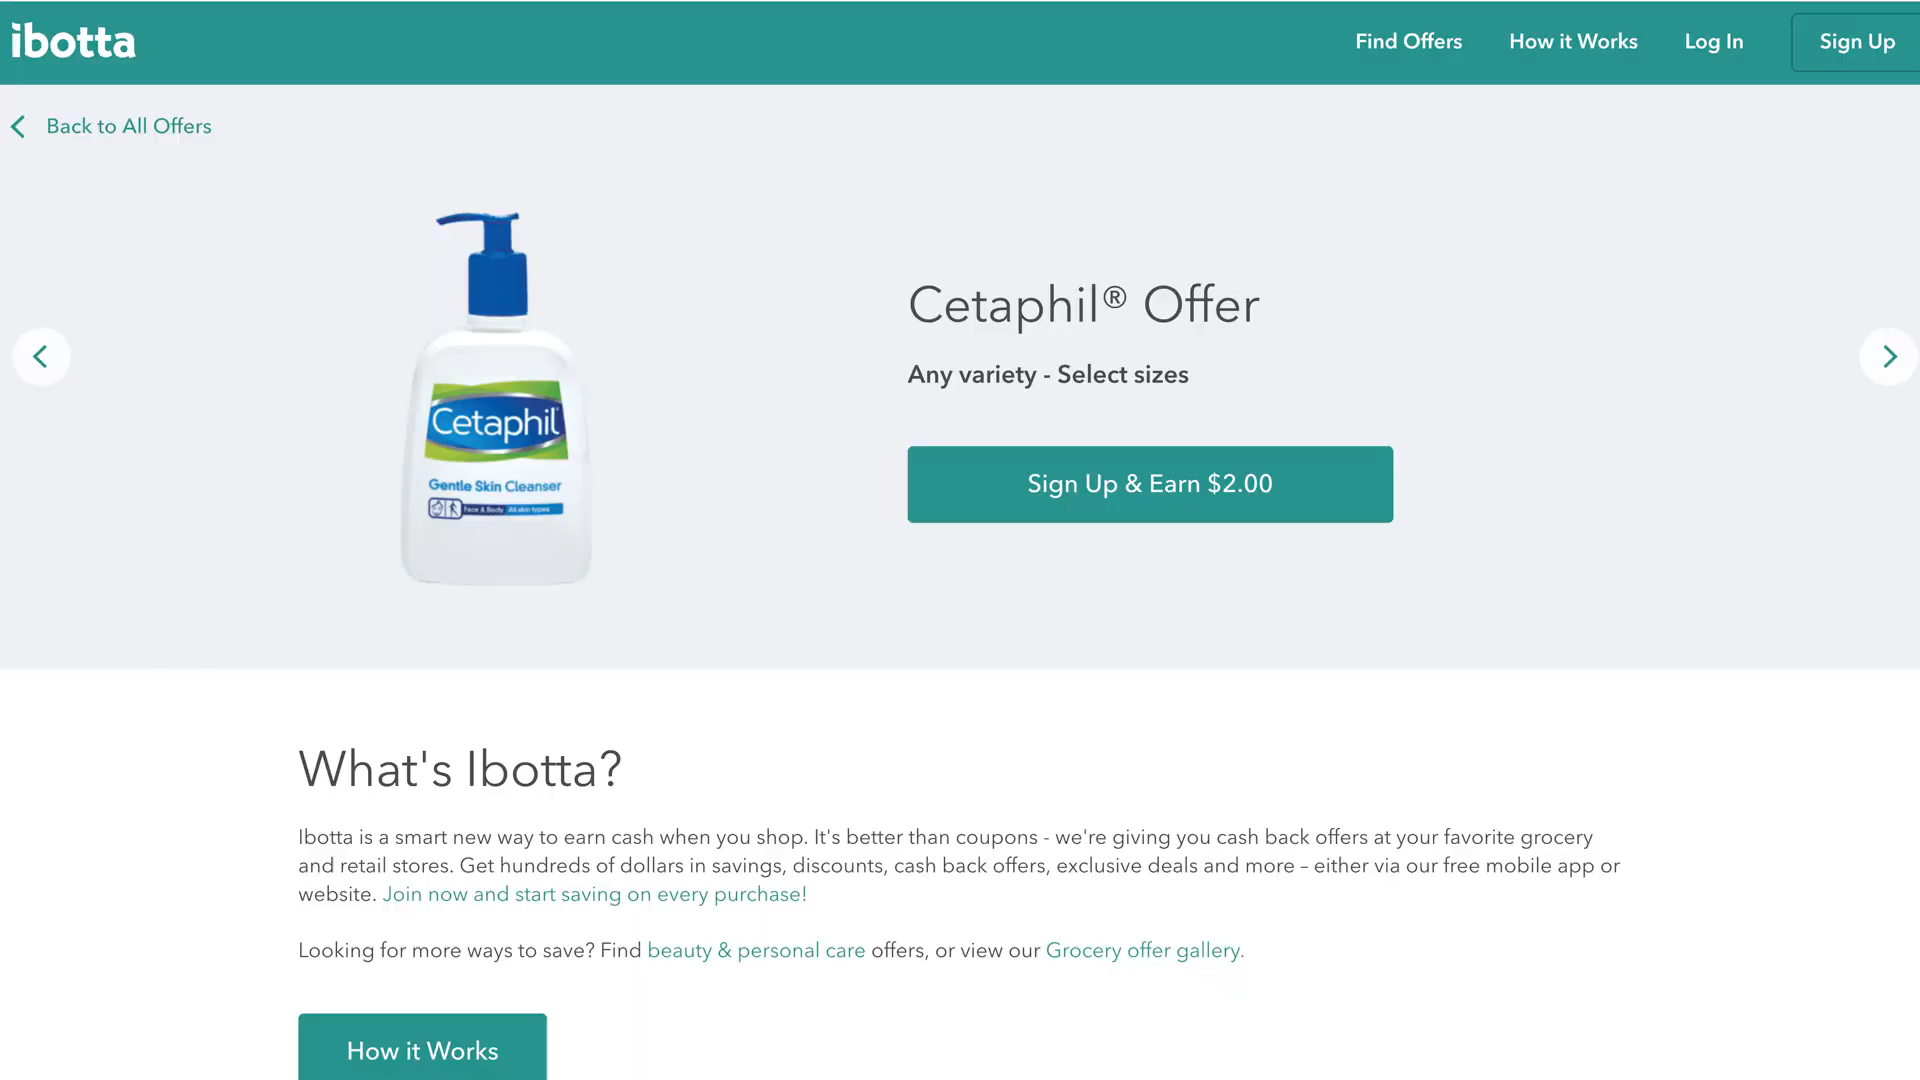 ibotta
Find Offers
How it Works
Log In
Sign Up
Back to All Offers
Cetaphil® Offer
Any variety - Select sizes
Sign Up & Earn $2.00
Cetaphil
Gentle Skin Cleanser
Face & Body All skin types
What's Ibotta?
Ibotta is a smart new way to earn cash when you shop. It's better than coupons - we're giving you cash back offers at your favorite grocery
and retail stores. Get hundreds of dollars in savings, discounts, cash back offers, exclusive deals and more – either via our free mobile app or
website. Join now and start saving on every purchase!
Looking for more ways to save? Find beauty & personal care offers, or view our Grocery offer gallery.
How it Works